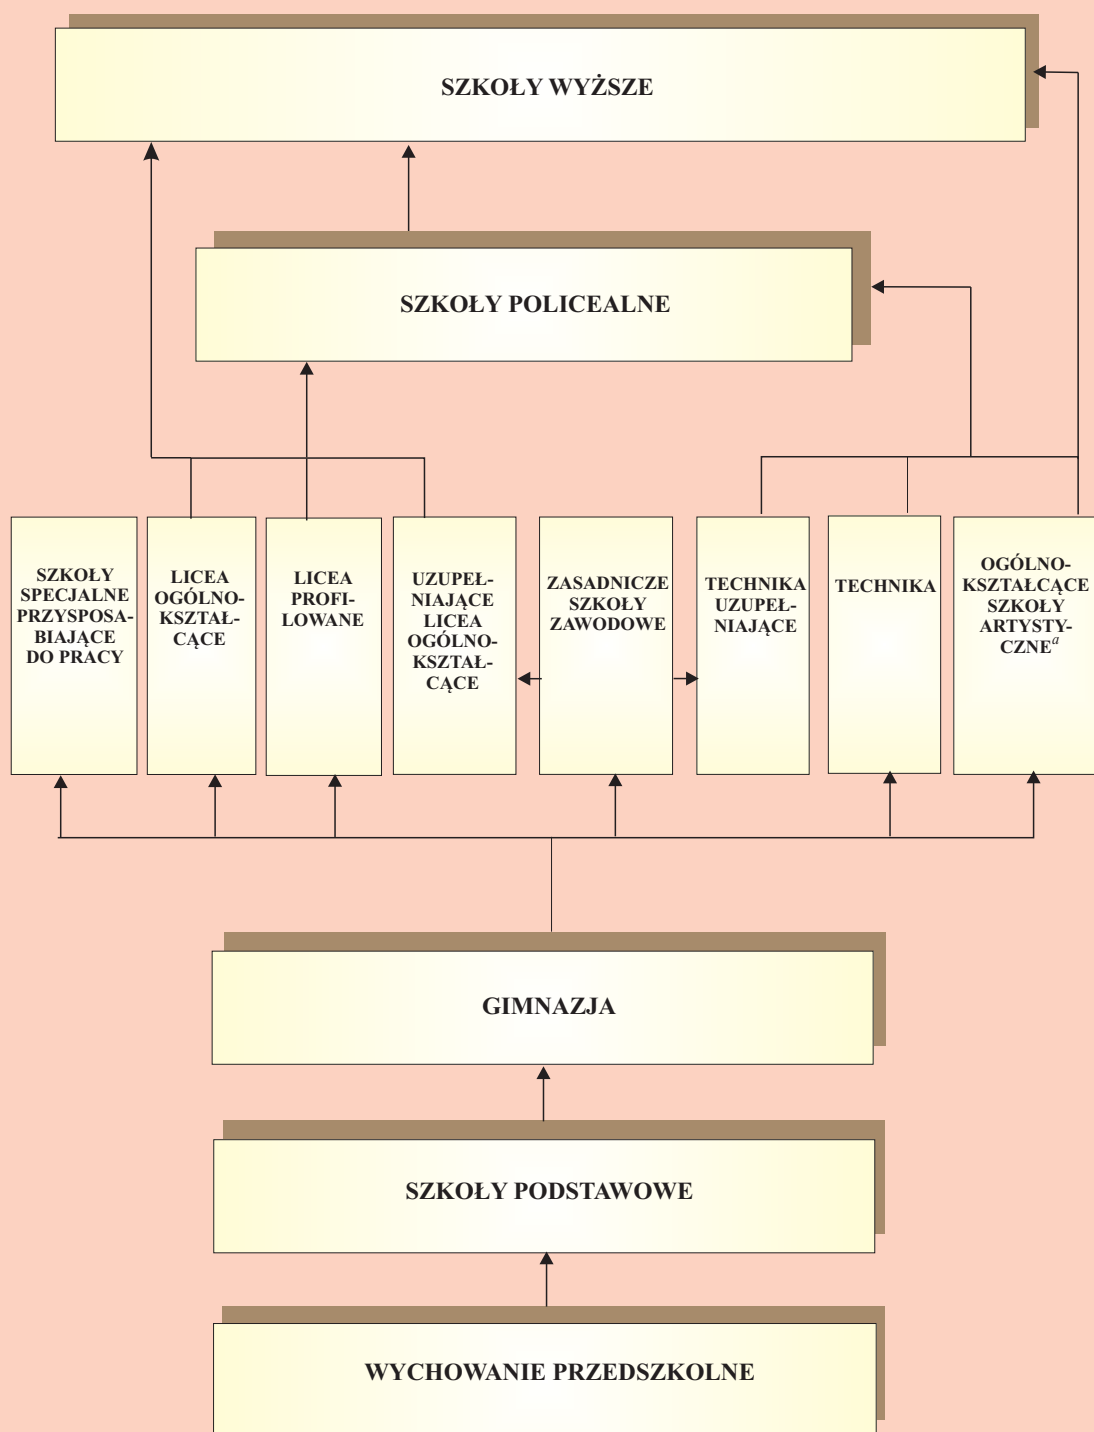 SZKOŁY WYŻSZE
SZKOŁY POLICEALNE
SZKOŁY
SPECJALNE
PRZYSPOSA-
BIAJĄCE
DO PRACY
LICEA
OGÓLNO-
KSZTAŁ-
CĄCE
LICEA
PROFI-
LOWANE
UZUPEŁ-
NIAJĄCE
LICEA
OGÓLNO-
KSZTAŁ-
CĄCE
ZASADNICZE
SZKOŁY
ZAWODOWE
TECHNIKA
UZUPEŁ-
NIAJĄCE
TECHNIKA
OGÓLNO-
KSZTAŁCĄCE
SZKOŁY
ARTYSTY-
CZNEa
GIMNAZJA
SZKOŁY PODSTAWOWE
WYCHOWANIE PRZEDSZKOLNE